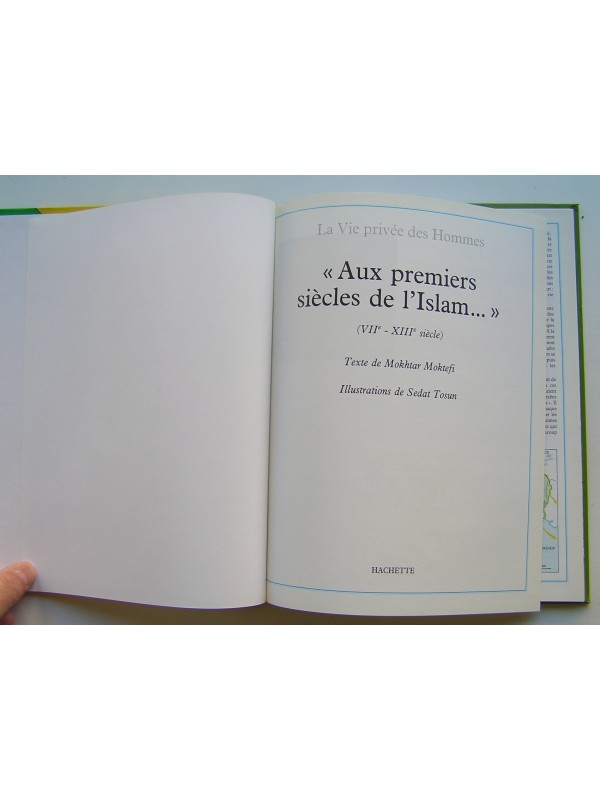 La Vie privée des Hommes
« Aux premiers
siècles de l'Islam... »
(VIIe - XIIIe siècle)
Texte de Mokhtar Moktefi
Illustrations de Sedat Tosun
HACHETTE